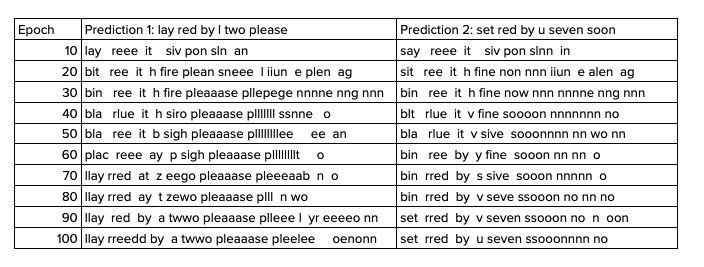 Epoch Prediction 1: lay red by l two please Prediction 2: set red by u seven soon
10 lay reee it siv pon sln an say reee it siv pon slnn in
20 bit ree it h fire plean sneee l iiun e plen ag sit ree it h fine non nnn iiun e alen ag
30 bin ree it h fire pleaaase pllepege nnnne nng nnn bin ree it h fine now nnn nnnne nng nnn
40 bla rlue it h siro pleaaase plllllll ssnne o blt rlue it v fine soooon nnnnnnn no
50 bla ree it b sigh pleaaase plllllllllee ee an bla rlue it v sive sooonnnn nn wo nn
60 plac reee ay p sigh pleaaase plllllllllt o bin ree by y fine sooon nn nn o
70 llay rred at z eego pleaaase pleeeaab n o bin rred by s sive sooon nnnnn o
80 llay rred ay t zewo pleaaase plll n wo bin rred by v seve ssooon no nn no
90 llay red by a twwo pleaaase plleee l yr eeeeo nn set rred by v seven ssooon no n oon
100 llay rreedd by a twwo pleaaase pleelee oenonn set rred by u seven ssooonnnn no